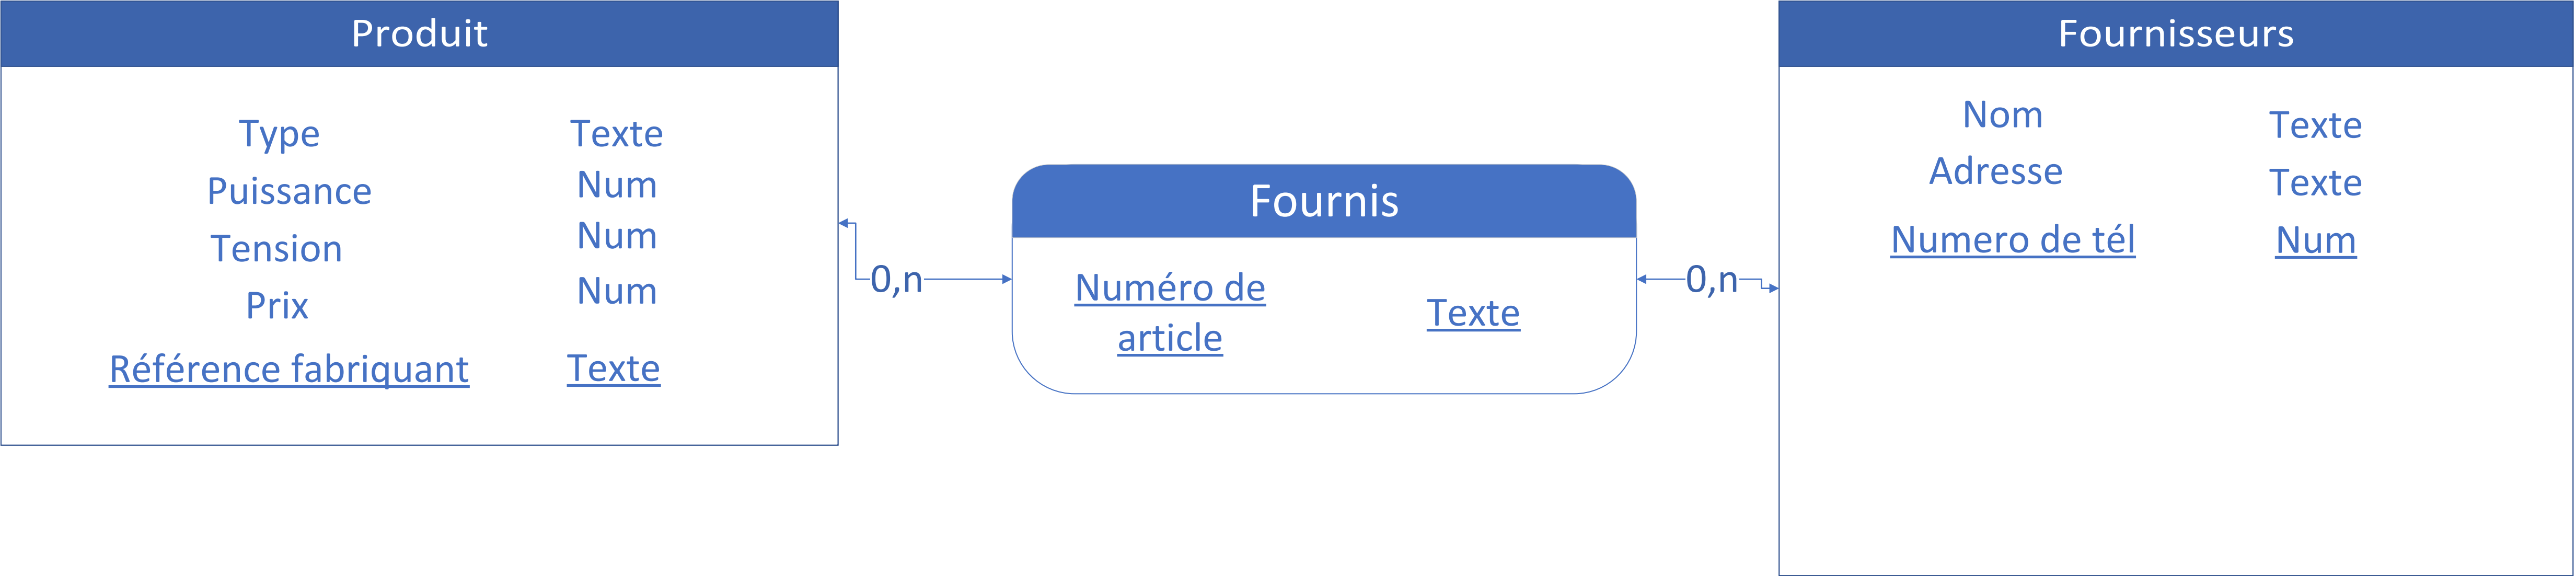 Produit
Type Texte
Puissance Num
Tension Num
Prix Num
Référence fabriquant Texte
0,n
Fournis
Numéro de
article
Texte
0,n
Fournisseurs
Nom Texte
Adresse Texte
Numero de tél Num